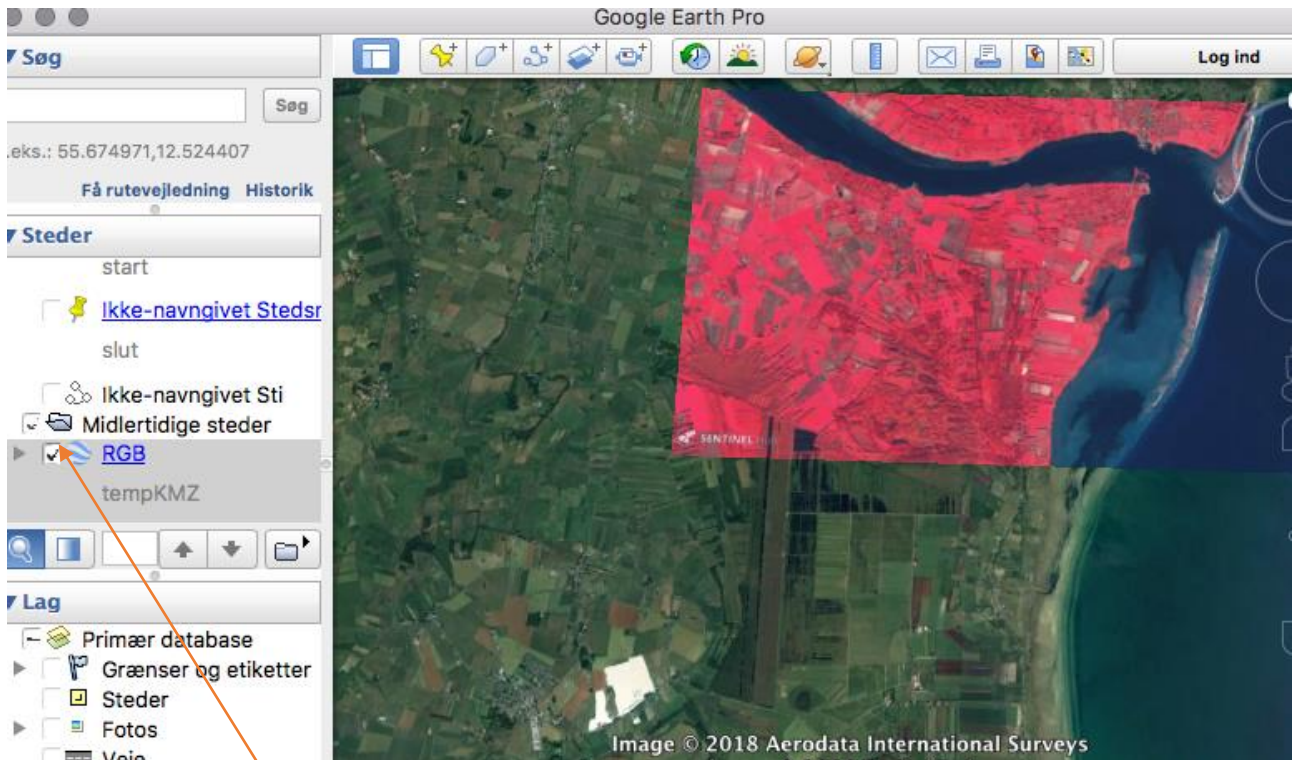 Google Earth Pro
Søg
Log ind
Søg
.eks.: 55.674971,12.524407
Få rutevejledning Historik
Steder
start
Ikke-navngivet Stedsr
slut
Ikke-navngivet Sti
Midlertidige steder
RGB
tempKMZ
SENTINEL
Lag
Primær database
Grænser og etiketter
Steder
Fotos
Veje
Image © 2018 Aerodata International Surveys